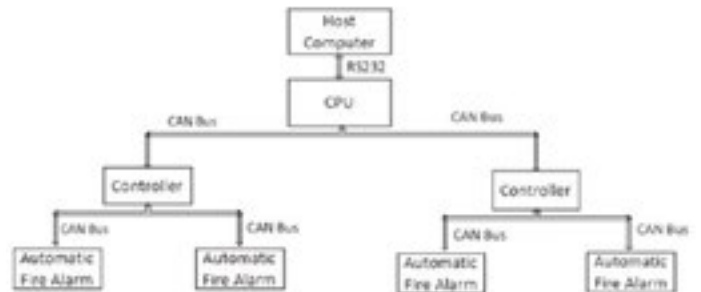 Host
Computer
RS232
CPU
CAN Bus
CAN Bus
Controller
Controller
CAN Bus
CAN Bus
CAN Bus
CAN Bus
Automatic
Fire Alarm
Automatic
Fire Alarm
Automatic
Fire Alarm
Automatic
Fire Alarm